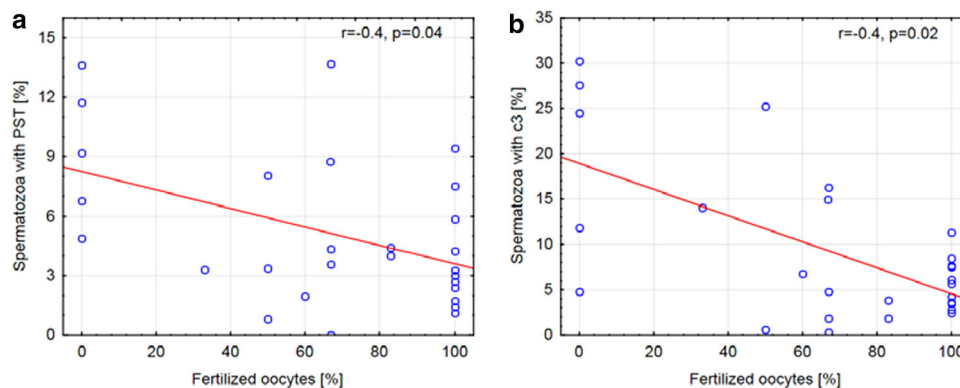 a
r=-0.4, p=0.04
Spermatozoa with PST [%]
15
12
9
6
3
0
0 20 40 60 80 100
Fertilized oocytes [%]
b
r=-0.4, p=0.02
Spermatozoa with c3 [%]
35
30
25
20
15
10
5
0
0 20 40 60 80 100
Fertilized oocytes [%]